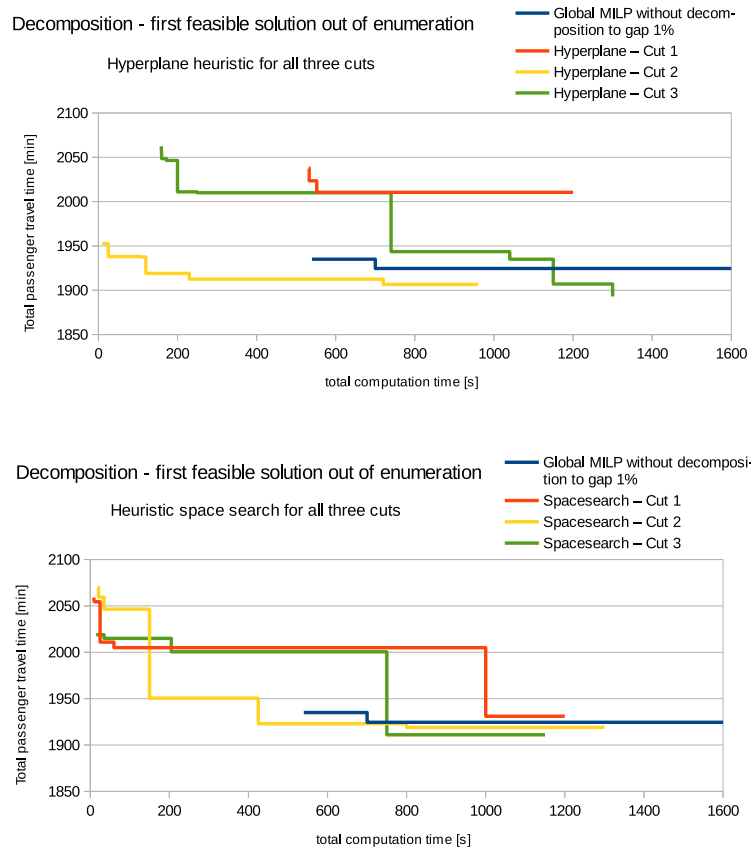 Decomposition - first feasible solution out of enumeration
Hyperplane heuristic for all three cuts
Global MILP without decom-
position to gap 1%
Hyperplane – Cut 1
Hyperplane – Cut 2
Hyperplane – Cut 3
Total passenger travel time [min]
2100
2050
2000
1950
1900
1850
0 200 400 600 800 1000 1200 1400 1600
total computation time [s]
Decomposition - first feasible solution out of enumeration
Heuristic space search for all three cuts
Global MILP without decomposi-
tion to gap 1%
Spacesearch – Cut 1
Spacesearch – Cut 2
Spacesearch – Cut 3
Total passenger travel time [min]
2100
2050
2000
1950
1900
1850
0 200 400 600 800 1000 1200 1400 1600
total computation time [s]